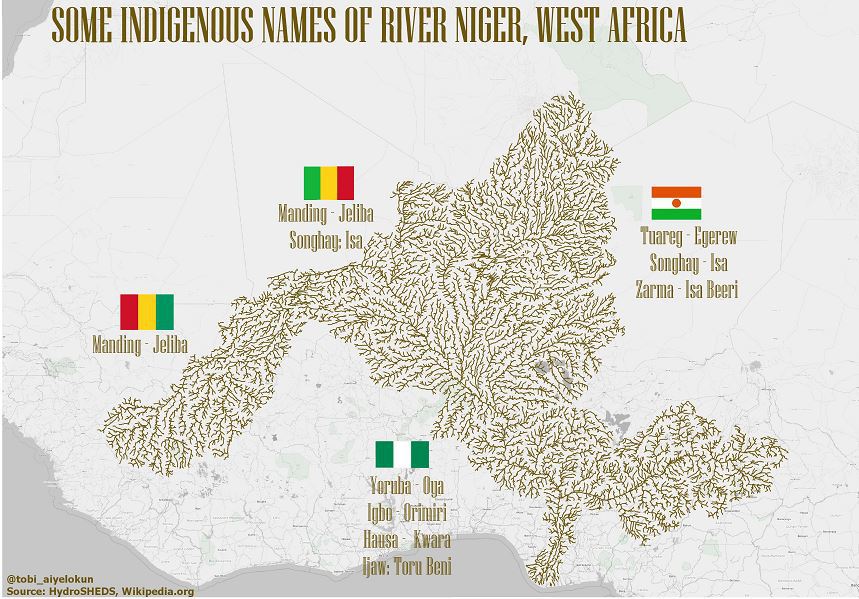 SOME INDIGENOUS NAMES OF RIVER NIGER, WEST AFRICA
Manding - Jeliba
Songhay: Isa
Tuareg - Egerew
Songhay - Isa
Zarma - Isa Beeri
Manding - Jeliba
Yoruba - Oya
Igbo - Orimiri
Hausa - Kwara
Ijaw: Toru Beni
@tobi_aiyelokun
Source: HydroSHEDS, Wikipedia.org